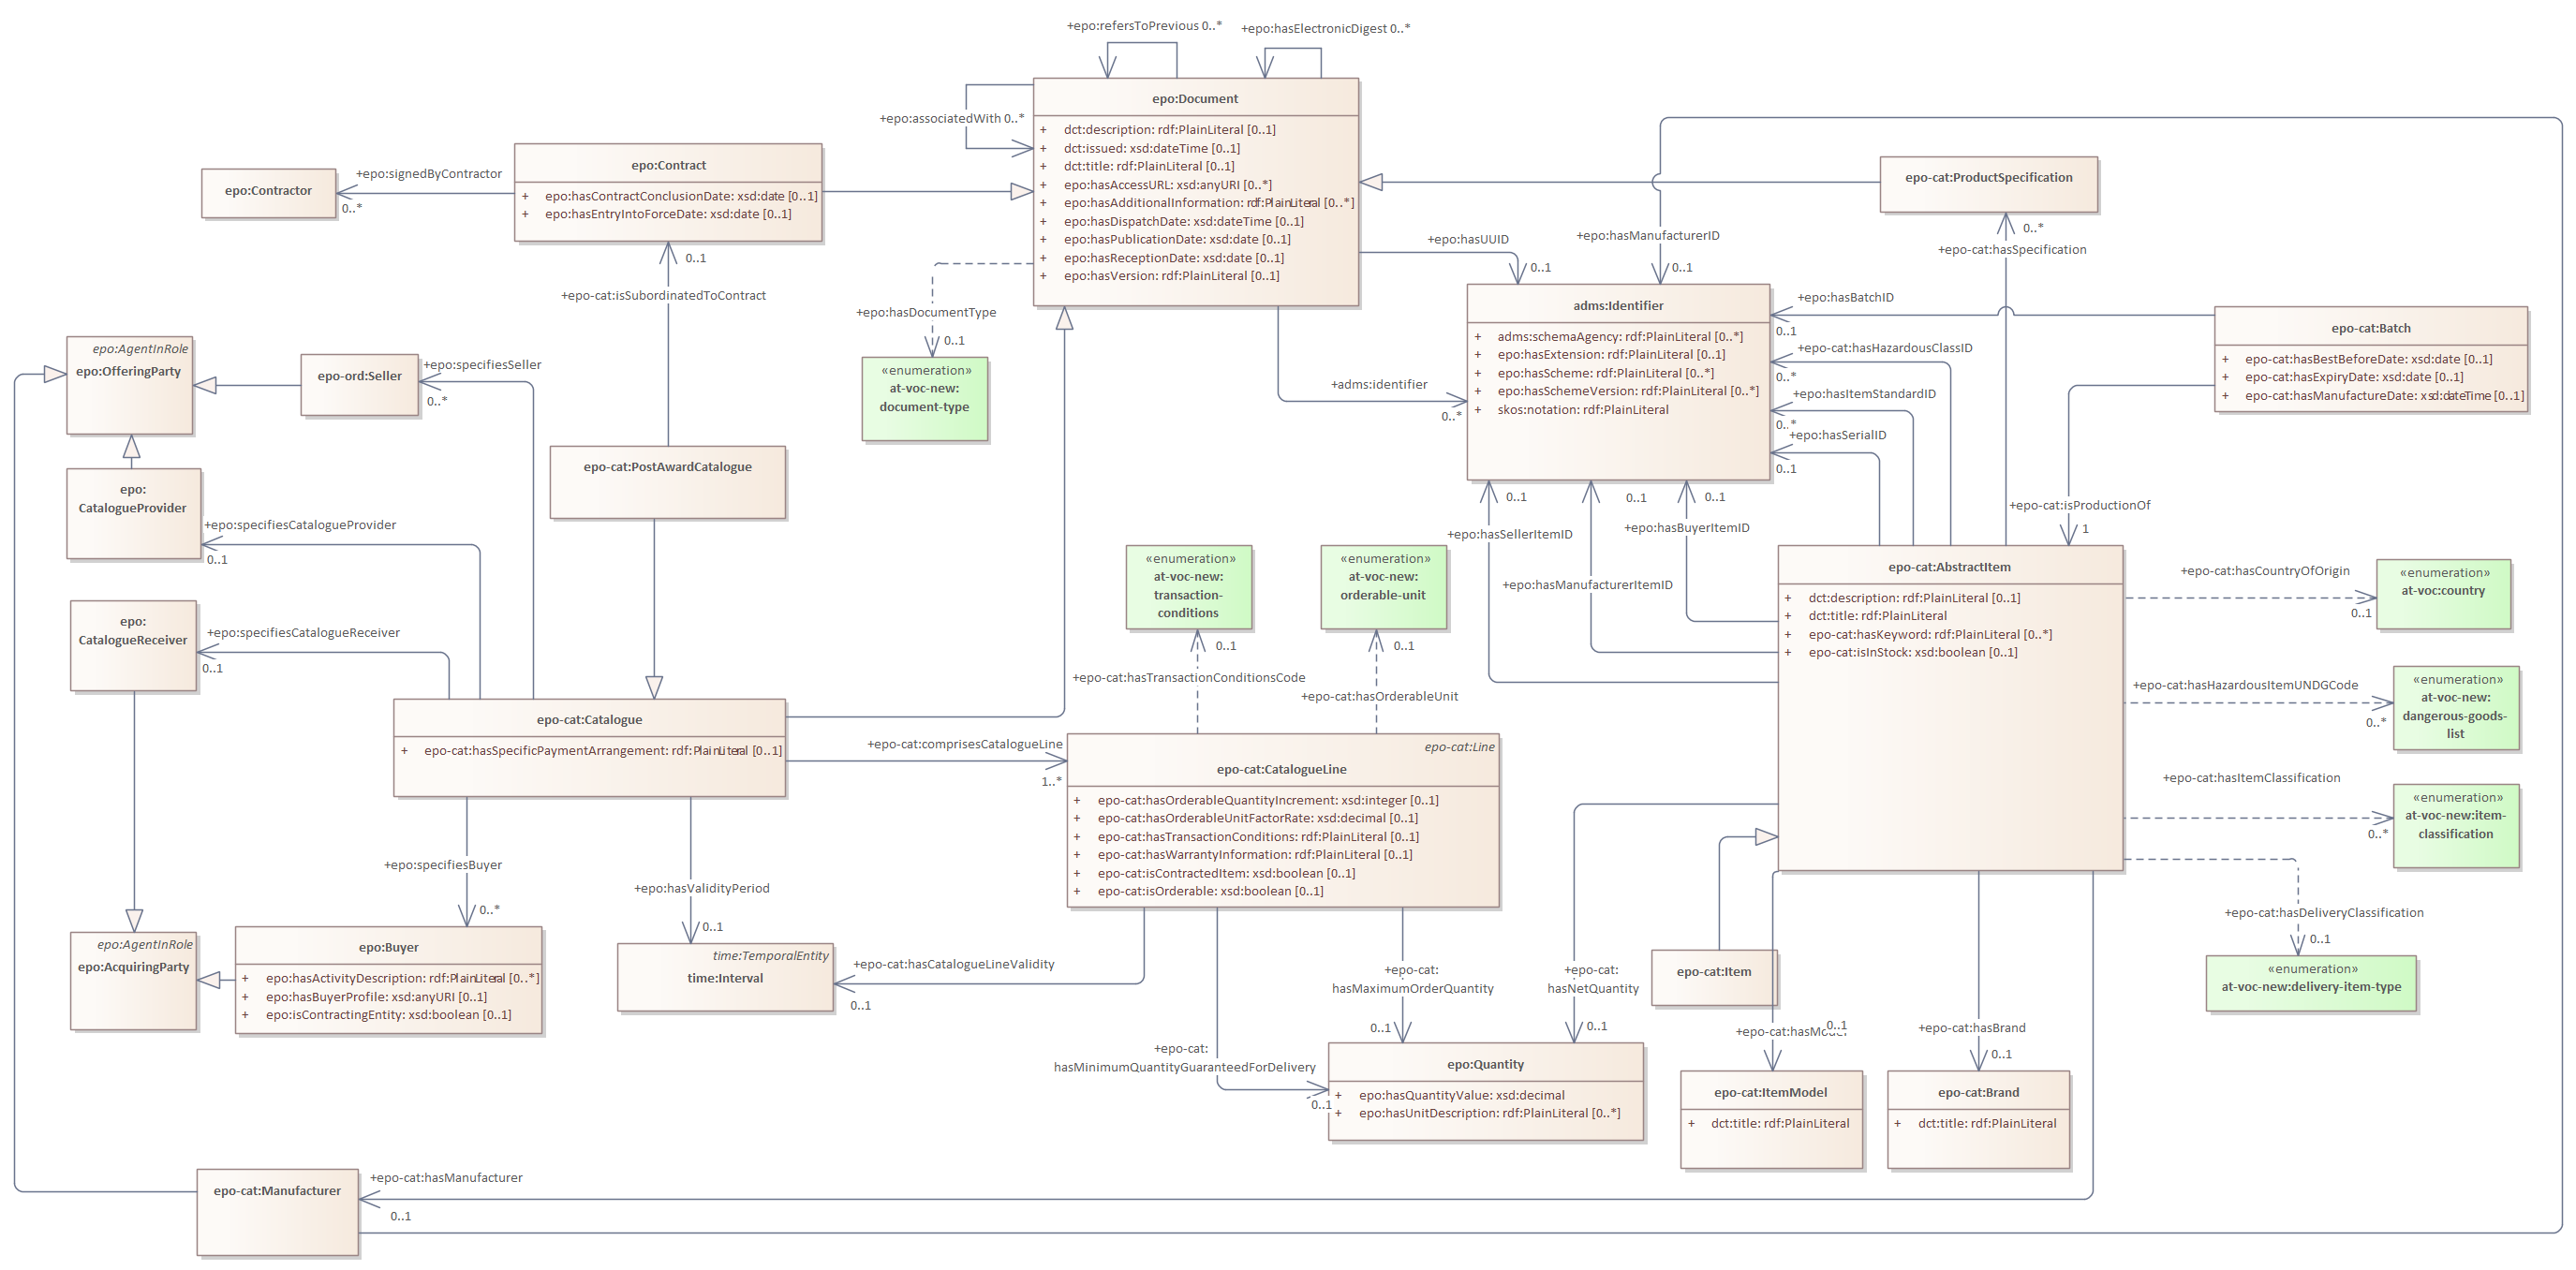 +epo:refersToPrevious 0..*
+epo:hasElectronicDigest 0..*
+epo:associatedWith 0..*
epo:Document
+ dct:description: rdf:PlainLiteral [0..1]
+ dct:issued: xsd:dateTime [0..1]
+ dct:title: rdf:PlainLiteral [0..1]
+ epo:hasAccessURL: xsd:anyURI [0..*]
+ epo:hasAdditionalInformation: rdf:PlainLiteral [0..*]
+ epo:hasDispatchDate: xsd:dateTime [0..1]
+ epo:hasPublicationDate: xsd:date [0..1]
+ epo:hasReceptionDate: xsd:date [0..1]
+ epo:hasVersion: rdf:PlainLiteral [0..1]
epo:Contractor
+epo:signedByContractor
0..*
epo:Contract
+ epo:hasContractConclusionDate: xsd:date [0..1]
+ epo:hasEntryIntoForceDate: xsd:date [0..1]
0..1
+epo-cat:isSubordinatedToContract
+epo:hasDocumentType
0..1
«enumeration»
at-voc-new:
document-type
+epo:hasUUID
0..1
+epo:hasManufacturerID
0..1
epo-cat:ProductSpecification
0..*
+epo-cat:hasSpecification
adms:Identifier
+ adms:schemaAgency: rdf:PlainLiteral [0..*]
+ epo:hasExtension: rdf:PlainLiteral [0..1]
+ epo:hasScheme: rdf:PlainLiteral [0..*]
+ epo:hasSchemeVersion: rdf:PlainLiteral [0..*]
+ skos:notation: rdf:PlainLiteral
+adms:identifier
0..*
+epo:hasBatchID
0..1
+epo-cat:hasHazardousClassID
0..*
+epo:hasItemStandardID
0..*
+epo:hasSerialID
0..1
epo-cat:Batch
+ epo-cat:hasBestBeforeDate: xsd:date [0..1]
+ epo-cat:hasExpiryDate: xsd:date [0..1]
+ epo-cat:hasManufactureDate: xsd:dateTime [0..1]
+epo-cat:isProductionOf
1
epo:AgentInRole
epo:OfferingParty
epo-ord:Seller
+epo:specifiesSeller
0..*
epo-cat:PostAwardCatalogue
epo:
CatalogueProvider
+epo:specifiesCatalogueProvider
0..1
epo:
CatalogueReceiver
+epo:specifiesCatalogueReceiver
0..1
0..1
+epo:hasSellerItemID
0..1
+epo:hasManufacturerItemID
0..1
+epo:hasBuyerItemID
«enumeration»
at-voc-new:
transaction-
conditions
0..1
+epo-cat:hasTransactionConditionsCode
«enumeration»
at-voc-new:
orderable-unit
0..1
+epo-cat:hasOrderableUnit
epo-cat:AbstractItem
+ dct:description: rdf:PlainLiteral [0..1]
+ dct:title: rdf:PlainLiteral
+ epo-cat:hasKeyword: rdf:PlainLiteral [0..*]
+ epo-cat:isInStock: xsd:boolean [0..1]
+epo-cat:hasCountryOfOrigin
0..1
«enumeration»
at-voc:country
+epo-cat:hasHazardousItemUNDGCode
0..*
«enumeration»
at-voc-new:
dangerous-goods-
list
+epo-cat:hasItemClassification
0..*
«enumeration»
at-voc-new:item-
classification
+epo-cat:hasDeliveryClassification
0..1
«enumeration»
at-voc-new:delivery-item-type
epo-cat:Catalogue
+ epo-cat:hasSpecificPaymentArrangement: rdf:PlainLiteral [0..1]
+epo-cat:comprisesCatalogueLine
1..*
epo-cat:Line
epo-cat:CatalogueLine
+ epo-cat:hasOrderableQuantityIncrement: xsd:integer [0..1]
+ epo-cat:hasOrderableUnitFactorRate: xsd:decimal [0..1]
+ epo-cat:hasTransactionConditions: rdf:PlainLiteral [0..1]
+ epo-cat:hasWarrantyInformation: rdf:PlainLiteral [0..1]
+ epo-cat:isContractedItem: xsd:boolean [0..1]
+ epo-cat:isOrderable: xsd:boolean [0..1]
+epo:specifiesBuyer
0..*
+epo:hasValidityPeriod
0..1
epo:AgentInRole
epo:AcquiringParty
epo:Buyer
+ epo:hasActivityDescription: rdf:PlainLiteral [0..*]
+ epo:hasBuyerProfile: xsd:anyURI [0..1]
+ epo:isContractingEntity: xsd:boolean [0..1]
time:TemporalEntity
time:Interval
+epo-cat:hasCatalogueLineValidity
0..1
+epo-cat:
hasMaximumOrderQuantity
0..1
+epo-cat:
hasNetQuantity
0..1
+epo-cat:
hasMinimumQuantityGuaranteedForDelivery
0..1
epo:Quantity
+ epo:hasQuantityValue: xsd:decimal
+ epo:hasUnitDescription: rdf:PlainLiteral [0..*]
epo-cat:Item
+epo-cat:hasModel
0..1
epo-cat:ItemModel
+ dct:title: rdf:PlainLiteral
+epo-cat:hasBrand
0..1
epo-cat:Brand
+ dct:title: rdf:PlainLiteral
epo-cat:Manufacturer
+epo-cat:hasManufacturer
0..1